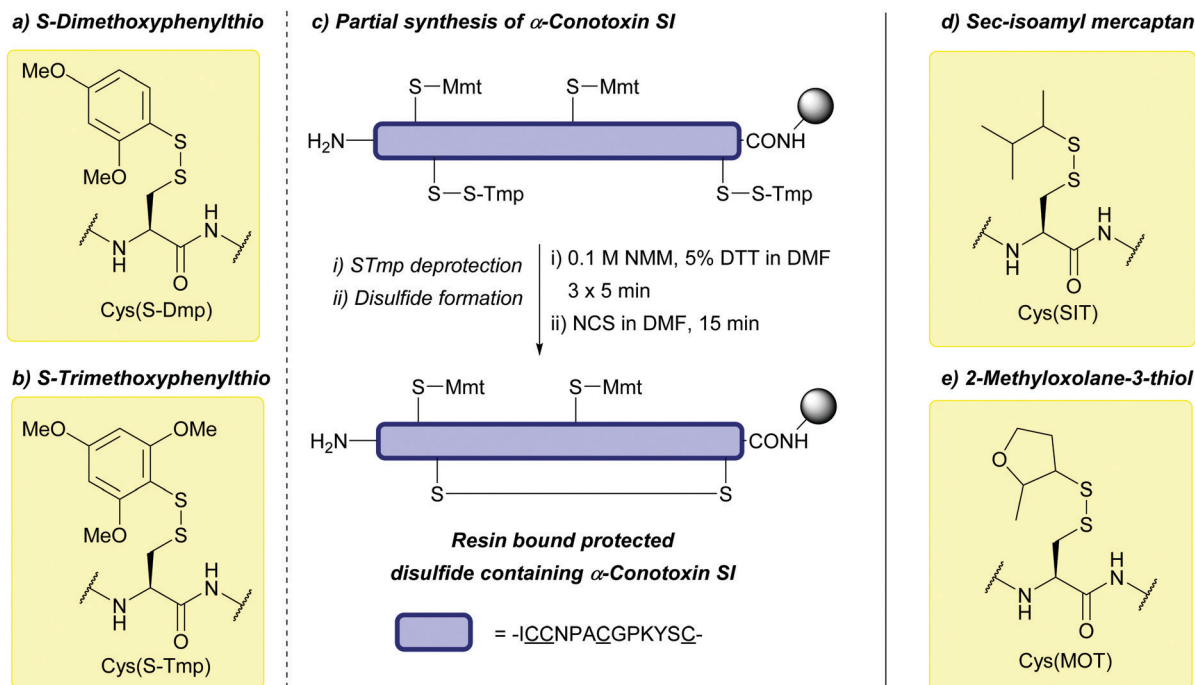 a) S-Dimethoxyphenylthio
MeO
MeO
S
S
H
N
N
H
O
Cys(S-Dmp)
b) S-Trimethoxyphenylthio
MeO
OMe
MeO
S
S
H
N
N
H
O
Cys(S-Tmp)
c) Partial synthesis of α-Conotoxin SI
S—Mmt
S—Mmt
H2N
CONH
S—S-Tmp
S—S-Tmp
i) STmp deprotection
ii) Disulfide formation
i) 0.1 M NMM, 5% DTT in DMF
3 x 5 min
ii) NCS in DMF, 15 min
S—Mmt
S—Mmt
H2N
CONH
S
S
Resin bound protected
disulfide containing α-Conotoxin SI
= -ICCNPACGPKYSC-
d) Sec-isoamyl mercaptan
S
S
H
N
N
H
O
Cys(SIT)
e) 2-Methyloxolane-3-thiol
O
S
S
H
N
N
H
O
Cys(MOT)